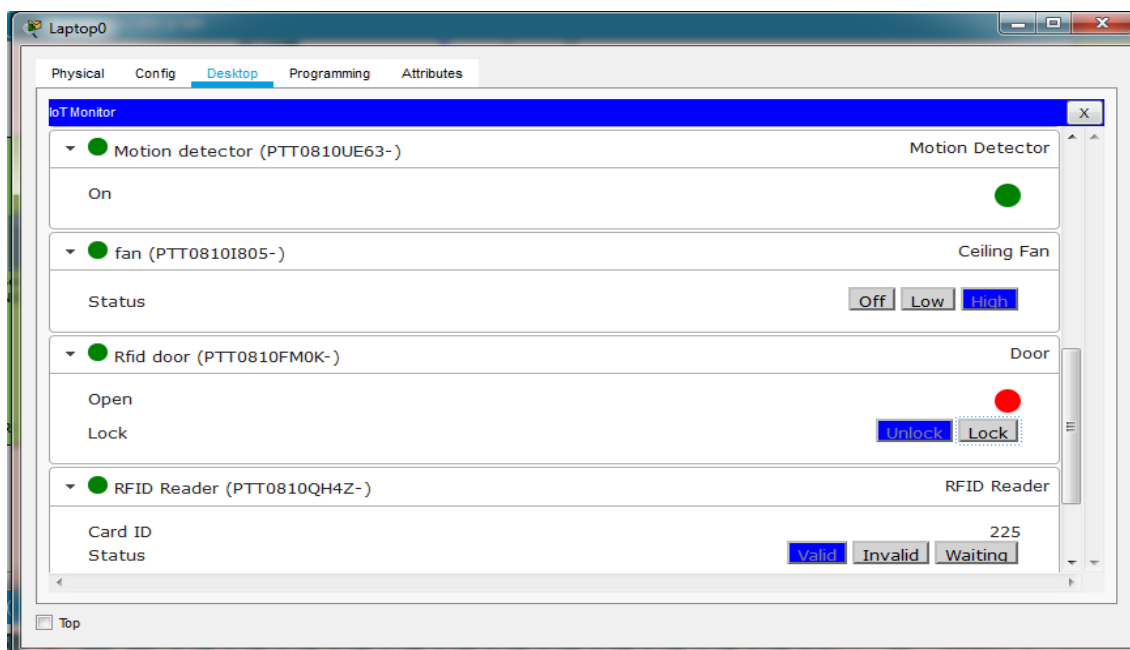 Laptop0
Physical Config Desktop Programming Attributes
IoT Monitor X
Motion detector (PTT0810UE63-) Motion Detector
On
fan (PTT0810I805-) Ceiling Fan
Status Off Low High
Rfid door (PTT0810FM0K-) Door
Open
Lock Unlock Lock
RFID Reader (PTT0810QH4Z-) RFID Reader
Card ID 225
Status Valid Invalid Waiting
Top